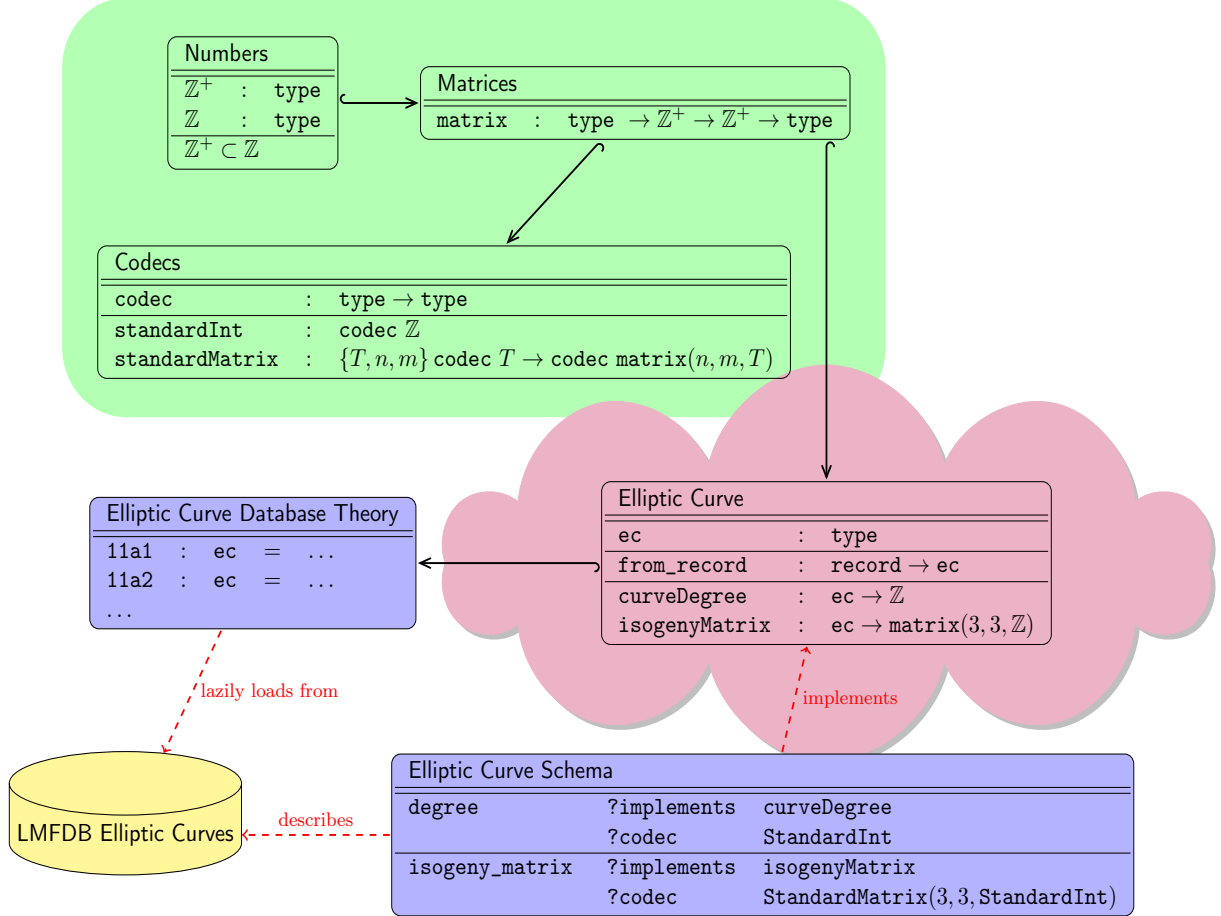 Numbers
ℤ⁺ : type
ℤ : type
ℤ⁺ ⊂ ℤ
Matrices
matrix : type → ℤ⁺ → ℤ⁺ → type
Codecs
codec : type → type
standardInt : codec ℤ
standardMatrix : {T, n, m} codec T → codec matrix(n, m, T)
Elliptic Curve
ec : type
from_record : record → ec
curveDegree : ec → ℤ
isogenyMatrix : ec → matrix(3, 3, ℤ)
Elliptic Curve Database Theory
11a1 : ec = ...
11a2 : ec = ...
...
lazily loads from
implements
LMFDB Elliptic Curves
describes
Elliptic Curve Schema
degree ?implements curveDegree
?codec StandardInt
isogeny_matrix ?implements isogenyMatrix
?codec StandardMatrix(3, 3, StandardInt)